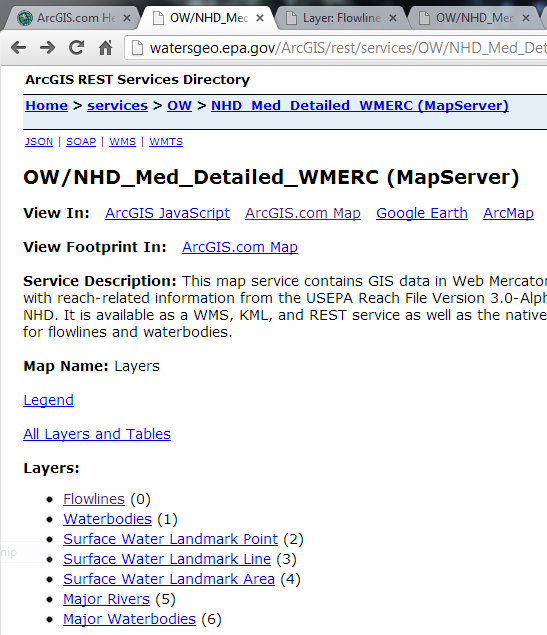 ArcGIS.com He
OW/NHD_Med
Layer: Flowline
OW/NHD_Med
watersgeo.epa.gov/ArcGIS/rest/services/OW/NHD_Med_Det
ArcGIS REST Services Directory
Home > services > OW > NHD_Med_Detailed_WMERC (MapServer)
JSON | SOAP | WMS | WMTS
OW/NHD_Med_Detailed_WMERC (MapServer)
View In: ArcGIS JavaScript ArcGIS.com Map Google Earth ArcMap
View Footprint In: ArcGIS.com Map
Service Description: This map service contains GIS data in Web Mercator
with reach-related information from the USEPA Reach File Version 3.0-Alph
NHD. It is available as a WMS, KML, and REST service as well as the native
for flowlines and waterbodies.
Map Name: Layers
Legend
All Layers and Tables
Layers:
Flowlines (0)
Waterbodies (1)
Surface Water Landmark Point (2)
Surface Water Landmark Line (3)
nip
Surface Water Landmark Area (4)
Major Rivers (5)
Major Waterbodies (6)